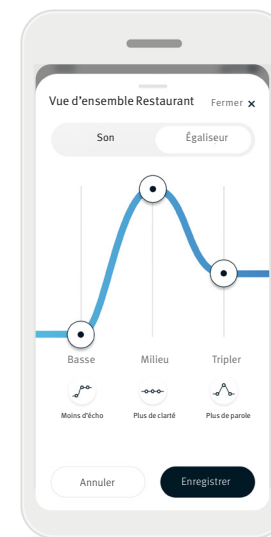 Vue d'ensemble Restaurant Fermer ×
Son Égaliseur
Basse Milieu Tripler
Moins d'écho Plus de clarté Plus de parole
Annuler Enregistrer